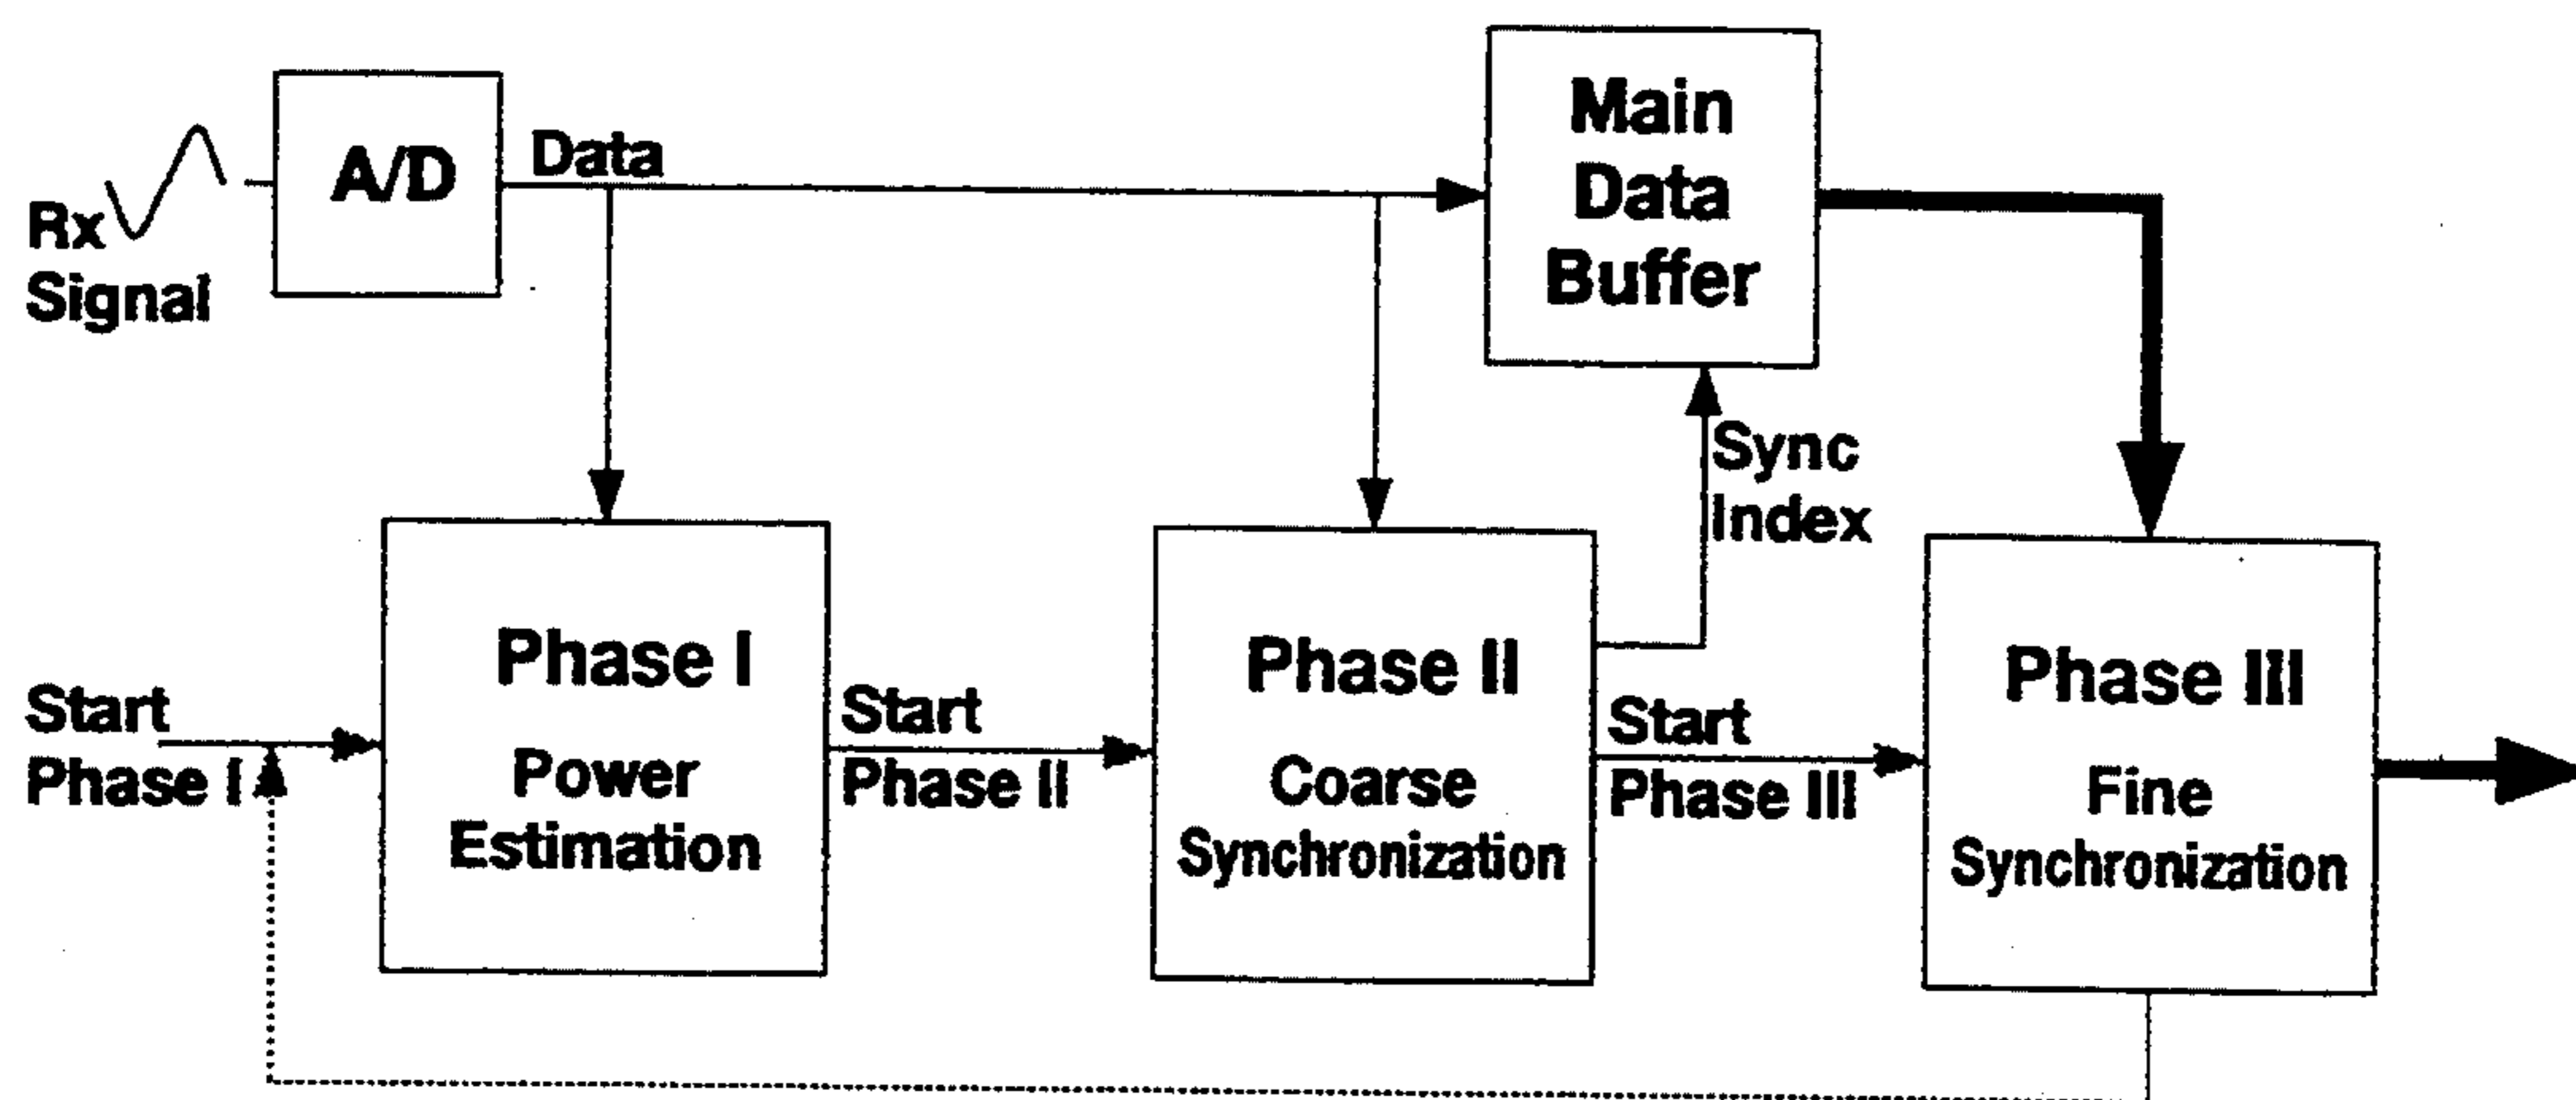 Rx
Signal
A/D
Data
Main
Data
Buffer
Sync
Index
Start
Phase I
Phase I
Power
Estimation
Start
Phase II
Phase II
Coarse
Synchronization
Start
Phase III
Phase III
Fine
Synchronization